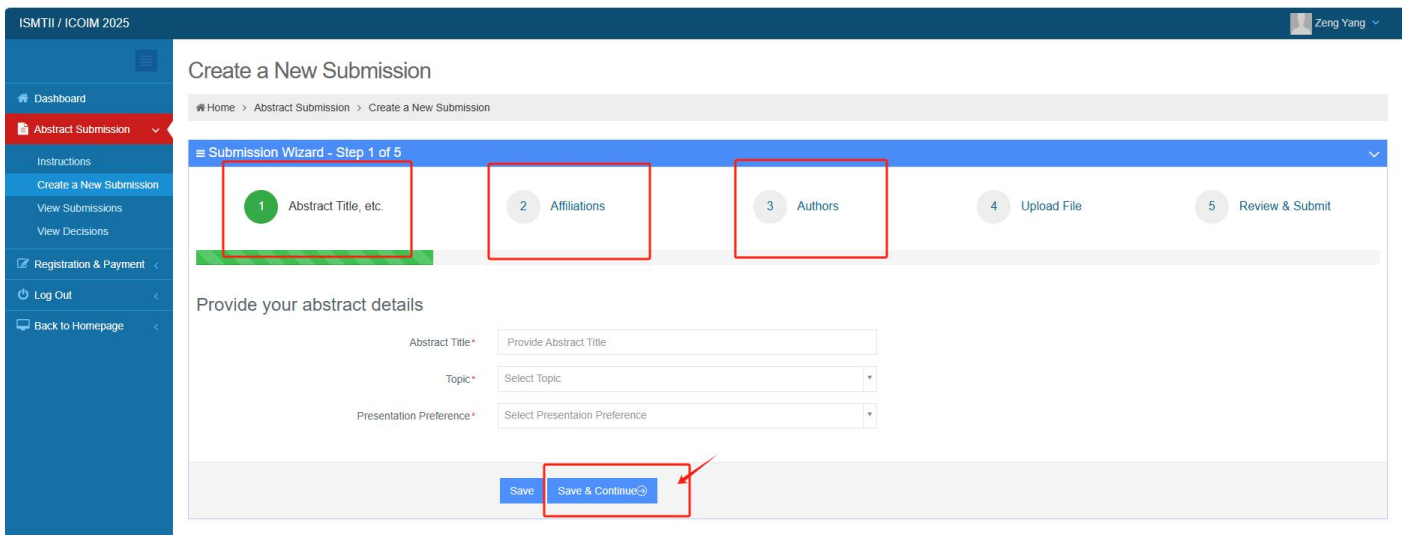 ISMTII / ICOIM 2025
Zeng Yang
Create a New Submission
Dashboard
Home > Abstract Submission > Create a New Submission
Abstract Submission
Submission Wizard - Step 1 of 5
Instructions
Create a New Submission
View Submissions
View Decisions
1 Abstract Title, etc.
2 Affiliations
3 Authors
4 Upload File
5 Review & Submit
Registration & Payment
Log Out
Back to Homepage
Provide your abstract details
Abstract Title* Provide Abstract Title
Topic* Select Topic
Presentation Preference* Select Presentaion Preference
Save Save & Continue